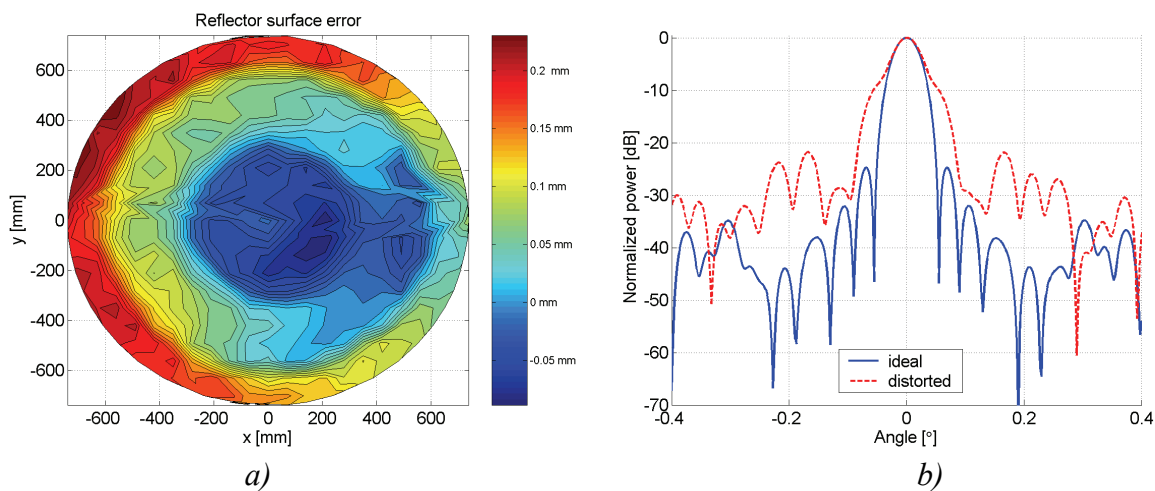 Reflector surface error
600
400
200
0
-200
-400
-600
y [mm]
-600 -400 -200 0 200 400 600
x [mm]
0.2 mm
0.15 mm
0.1 mm
0.05 mm
0 mm
-0.05 mm
a)
0
-10
-20
-30
-40
-50
-60
-70
Normalized power [dB]
ideal
distorted
-0.4 -0.2 0 0.2 0.4
Angle [°]
b)